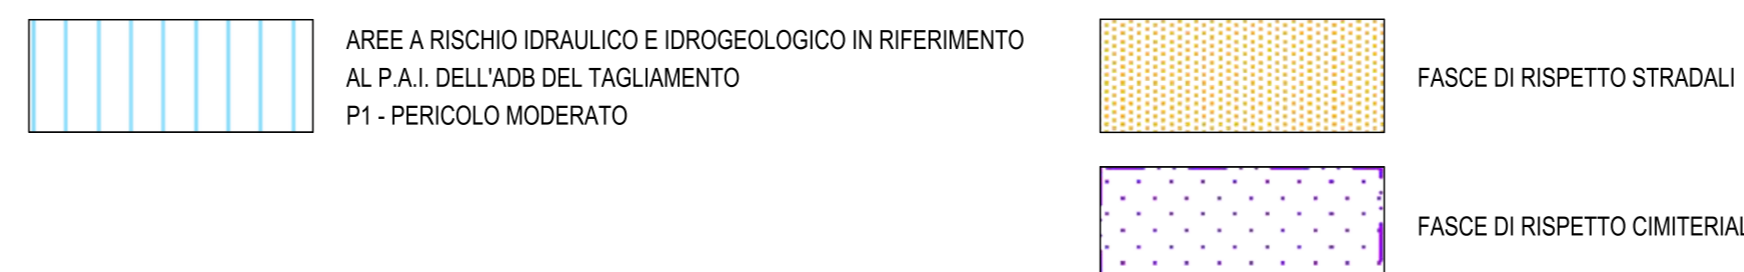 AREE A RISCHIO IDRAULICO E IDROGEOLOGICO IN RIFERIMENTO
AL P.A.I. DELL'ADB DEL TAGLIAMENTO
P1 - PERICOLO MODERATO
FASCE DI RISPETTO STRADALI
FASCE DI RISPETTO CIMITERIAL